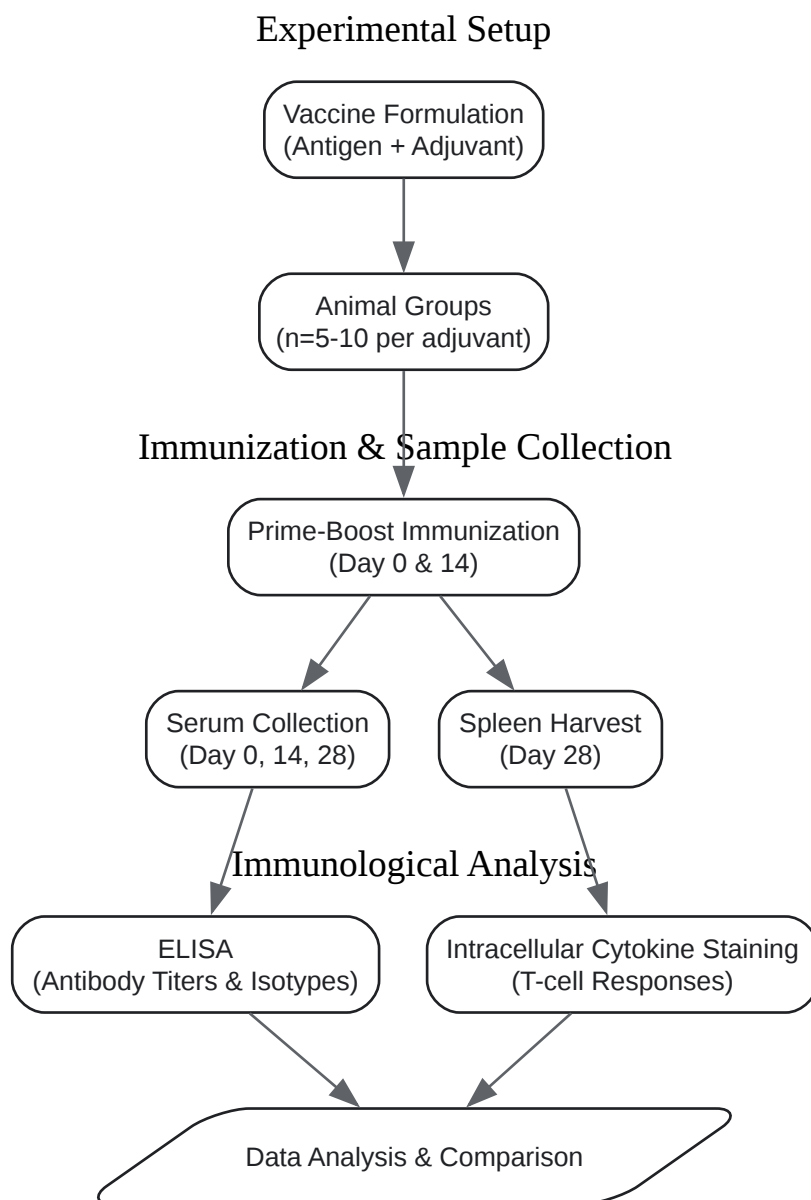 Experimental Setup
Vaccine Formulation
(Antigen + Adjuvant)
Animal Groups
(n=5-10 per adjuvant)
Immunization & Sample Collection
Prime-Boost Immunization
(Day 0 & 14)
Serum Collection
(Day 0, 14, 28)
Spleen Harvest
(Day 28)
Immunological Analysis
ELISA
(Antibody Titers & Isotypes)
Intracellular Cytokine Staining
(T-cell Responses)
Data Analysis & Comparison